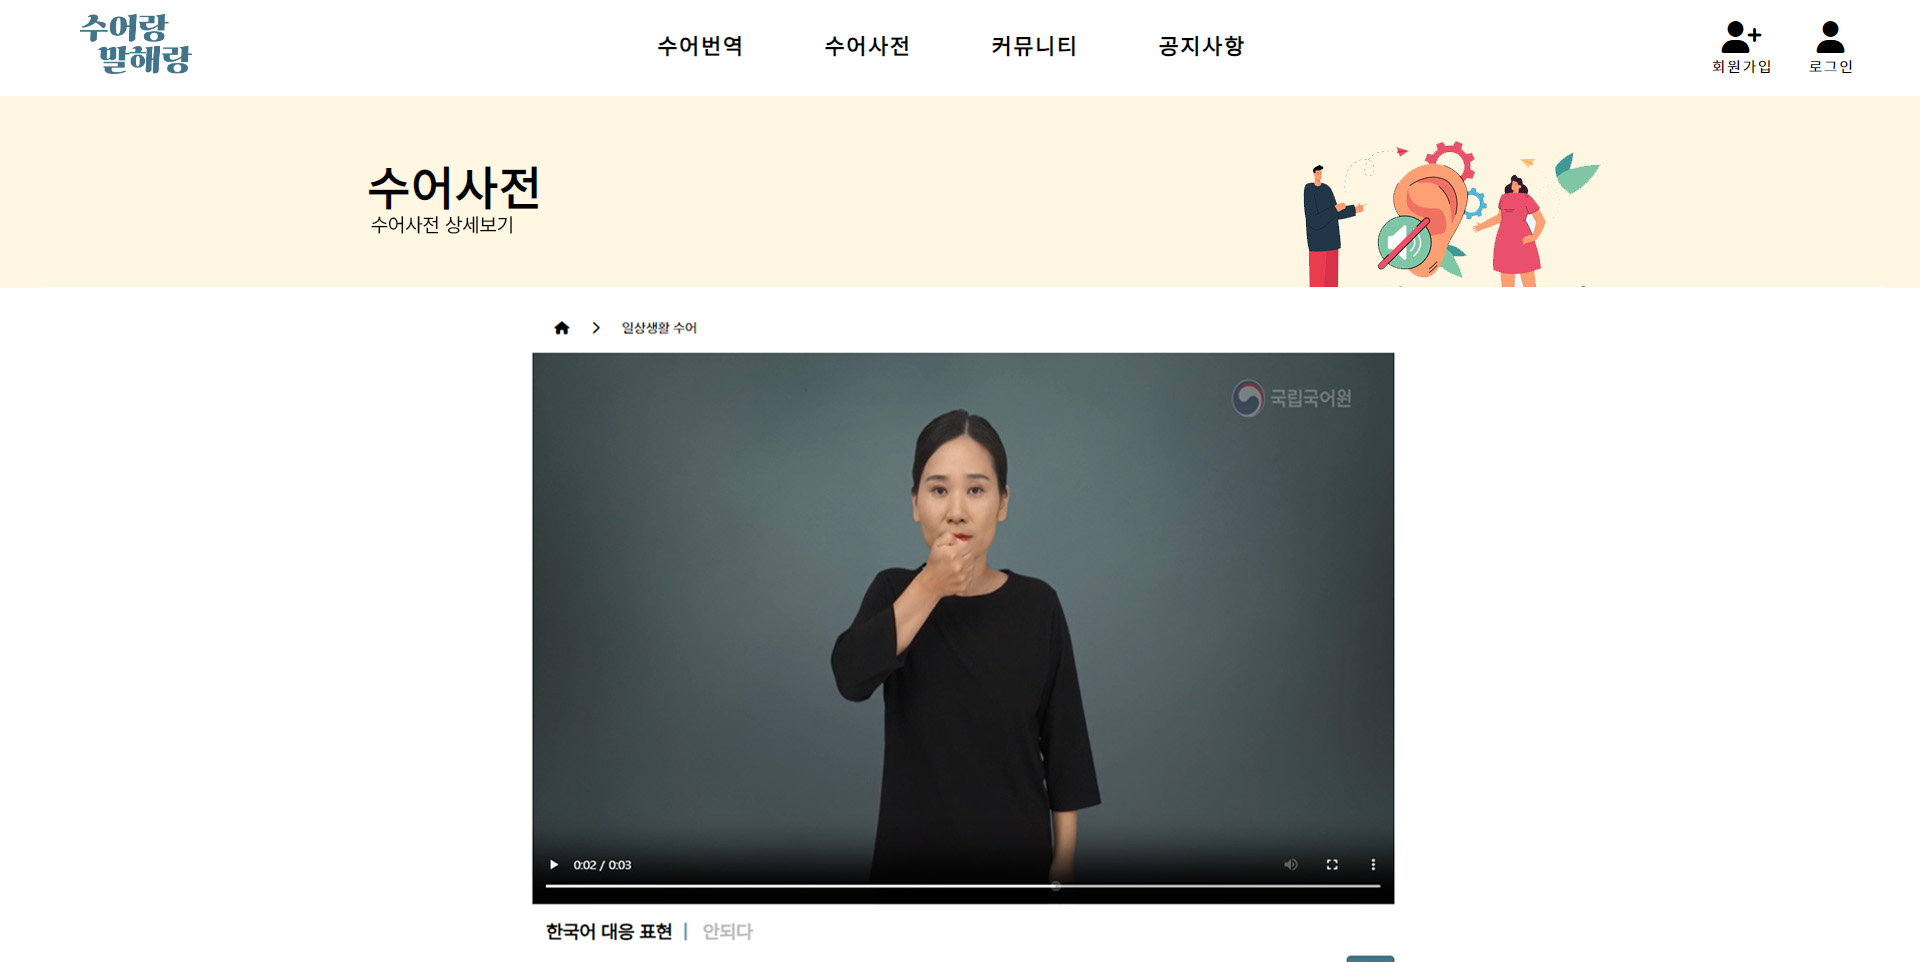 수어랑
말해랑
수어번역
수어사전
커뮤니티
공지사항
회원가입
로그인
수어사전
수어사전 상세보기
일상생활 수어
국립국어원
0:02 / 0:03
한국어 대응 표현 | 안되다